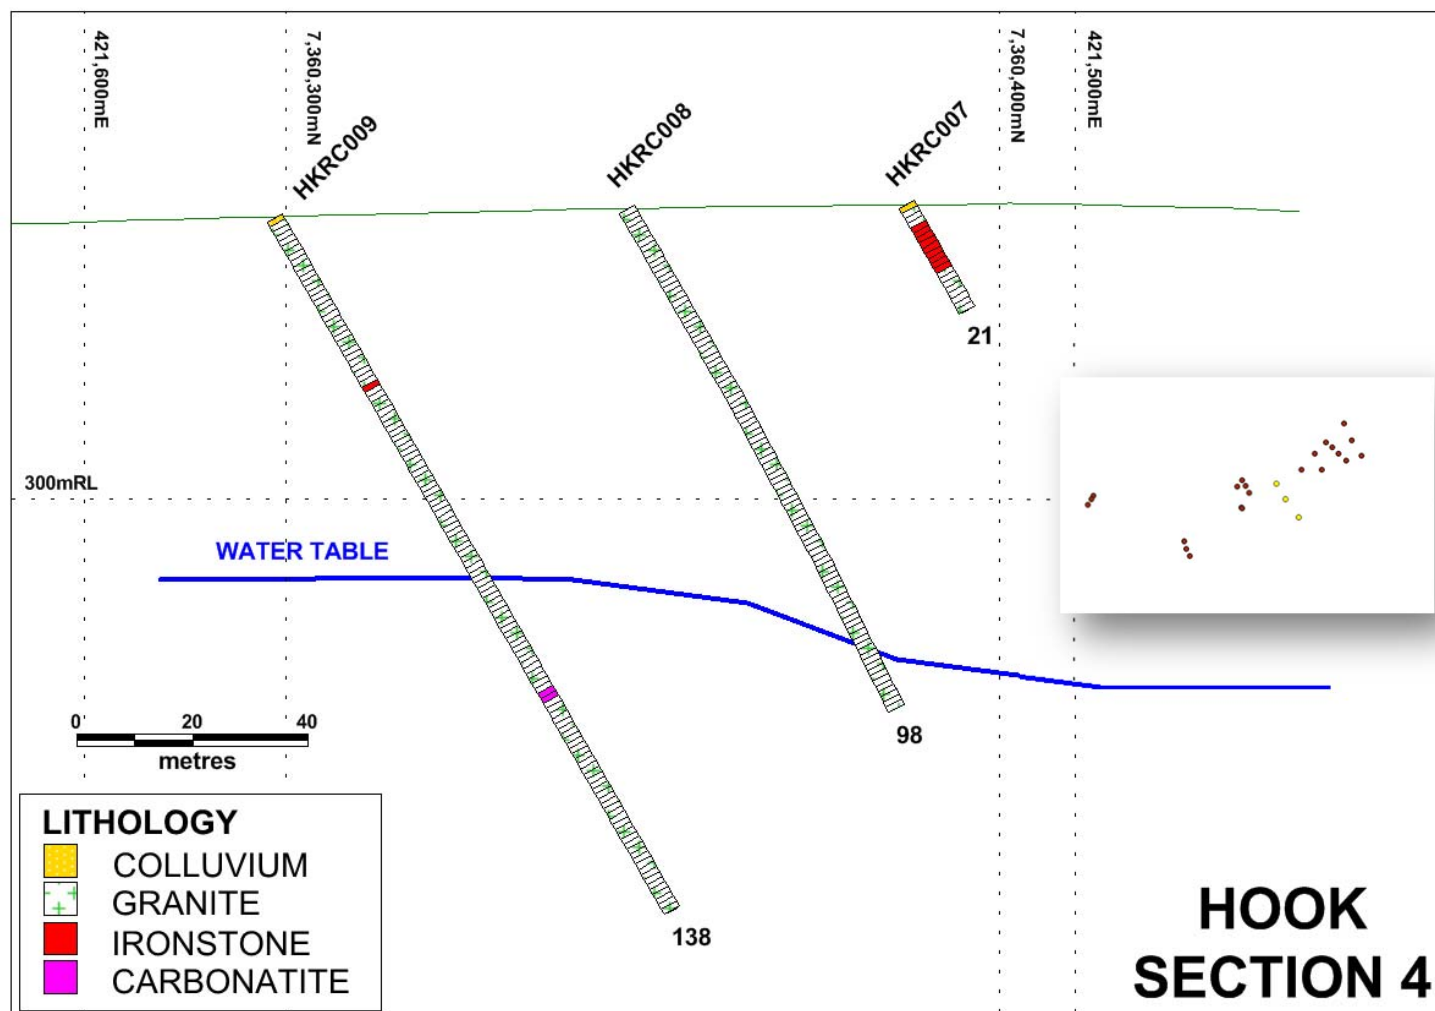 421,600mE
7,360,300mN
7,360,400mN
421,500mE
HKRC009
HKRC008
HKRC007
21
300mRL
WATER TABLE
98
0 20 40
metres
138
LITHOLOGY
COLLUVIUM
GRANITE
IRONSTONE
CARBONATITE
HOOK
SECTION 4